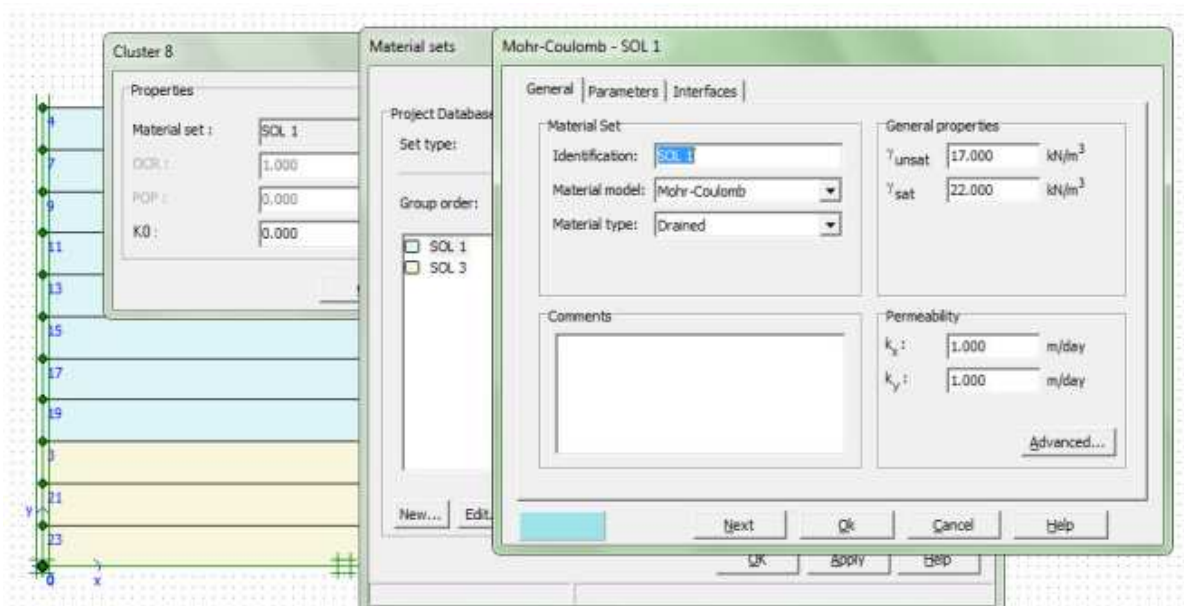 Cluster 8
Properties
Material set : SOL 1
OCR : 1.000
POP : 0.000
K0 : 0.000
Material sets
Project Database
Set type:
Group order:
SOL 1
SOL 3
New... Edit.
OK Apply Help
Mohr-Coulomb - SOL 1
General Parameters Interfaces
Material Set
Identification: SOL 1
Material model: Mohr-Coulomb
Material type: Drained
General properties
γunsat 17.000 kN/m³
γsat 22.000 kN/m³
Comments
Permeability
kx : 1.000 m/day
ky : 1.000 m/day
Advanced...
Next Ok Cancel Help
4
7
9
11
13
15
17
19
3
21
y
23
0 x